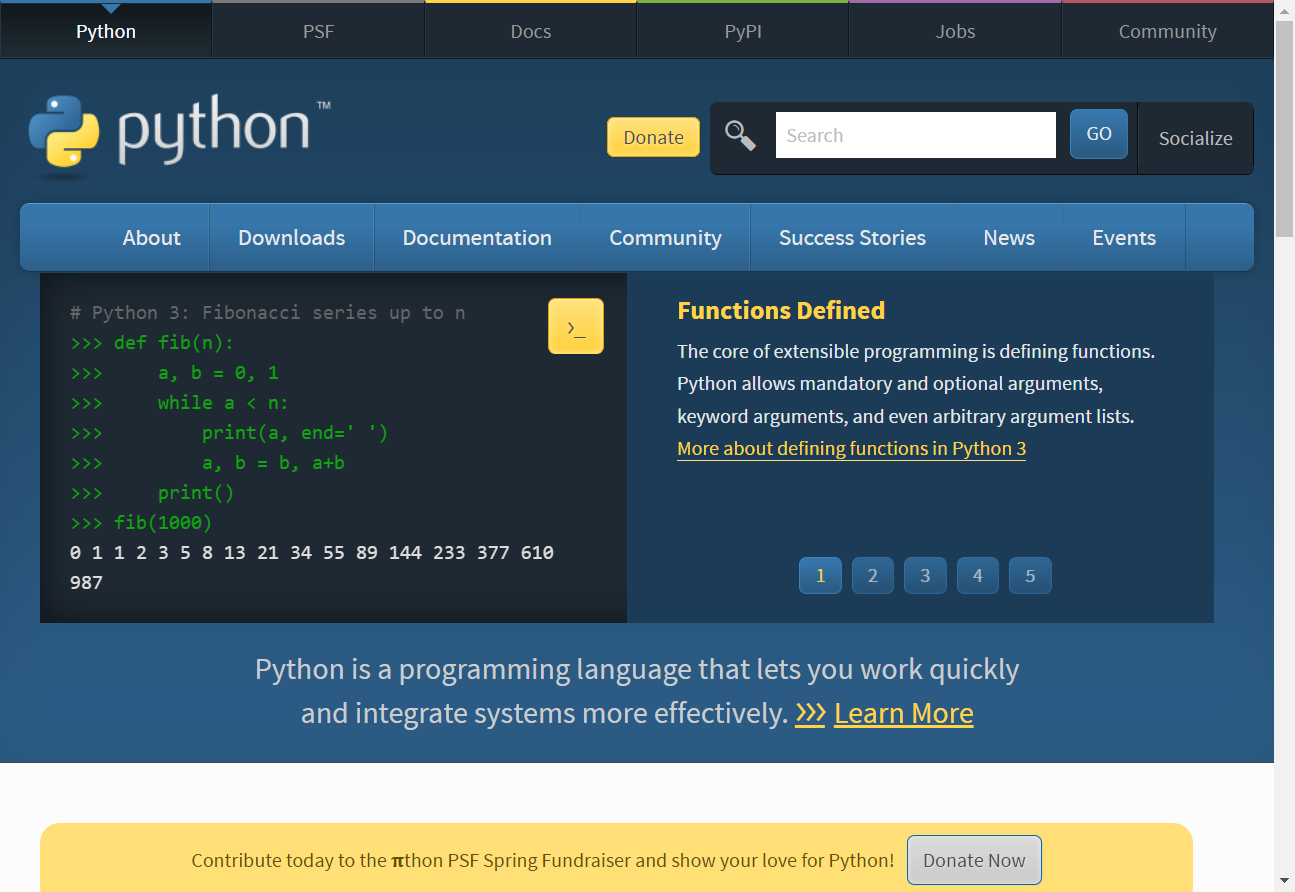 Python PSF Docs PyPI Jobs Community
python™
Donate Search GO Socialize
About Downloads Documentation Community Success Stories News Events
# Python 3: Fibonacci series up to n
>>> def fib(n):
>>>     a, b = 0, 1
>>>     while a < n:
>>>         print(a, end=' ')
>>>         a, b = b, a+b
>>>     print()
>>> fib(1000)
0 1 1 2 3 5 8 13 21 34 55 89 144 233 377 610
987
>_
Functions Defined
The core of extensible programming is defining functions.
Python allows mandatory and optional arguments,
keyword arguments, and even arbitrary argument lists.
More about defining functions in Python 3
1 2 3 4 5
Python is a programming language that lets you work quickly
and integrate systems more effectively. >>> Learn More
Contribute today to the πthon PSF Spring Fundraiser and show your love for Python! Donate Now